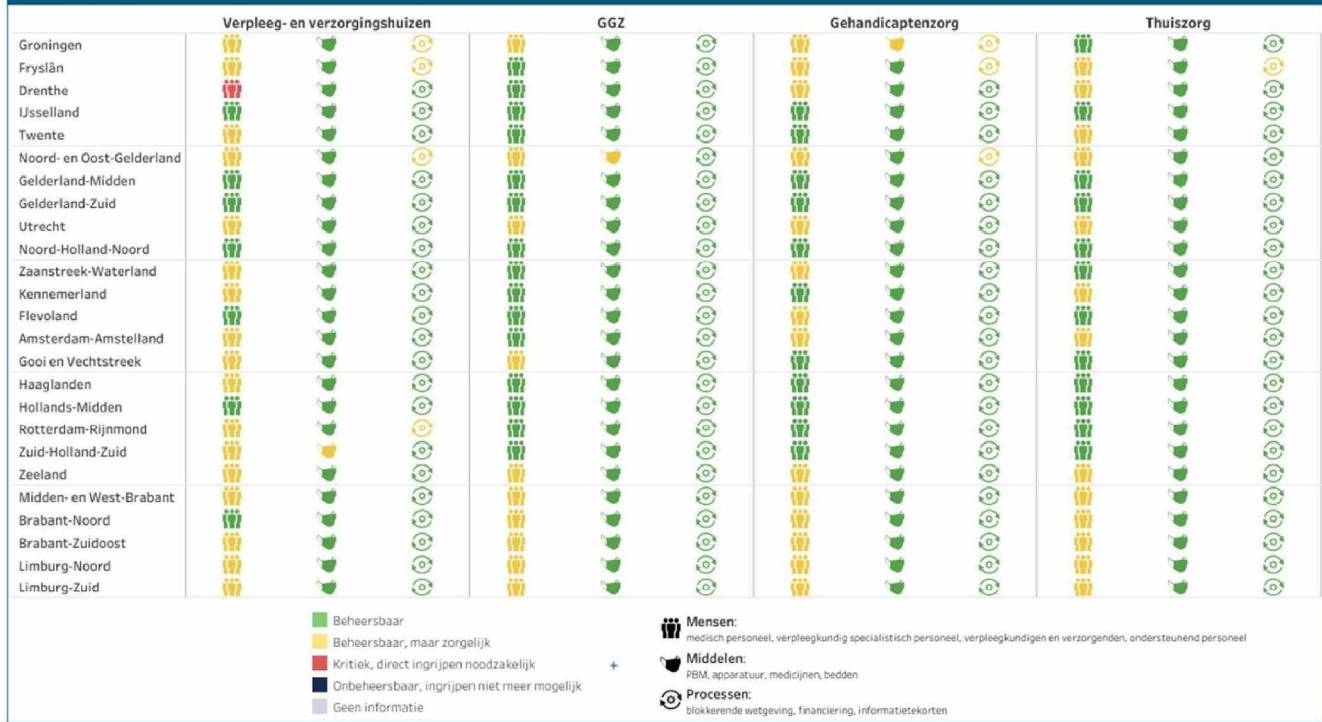 Verpleeg- en verzorgingshuizen GGZ Gehandicaptenzorg Thuiszorg
Groningen
Fryslân
Drenthe
IJsselland
Twente
Noord- en Oost-Gelderland
Gelderland-Midden
Gelderland-Zuid
Utrecht
Noord-Holland-Noord
Zaanstreek-Waterland
Kennemerland
Flevoland
Amsterdam-Amstelland
Gooi en Vechtstreek
Haaglanden
Hollands-Midden
Rotterdam-Rijnmond
Zuid-Holland-Zuid
Zeeland
Midden- en West-Brabant
Brabant-Noord
Brabant-Zuidoost
Limburg-Noord
Limburg-Zuid
Beheersbaar
Beheersbaar, maar zorgelijk
Kritiek, direct ingrijpen noodzakelijk
Onbeheersbaar, ingrijpen niet meer mogelijk
Geen informatie
+
Mensen:
medisch personeel, verpleegkundig specialistisch personeel, verpleegkundigen en verzorgenden, ondersteunend personeel
Middelen:
PBM, apparatuur, medicijnen, bedden
Processen:
blokkerende wetgeving, financiering, informatietekorten